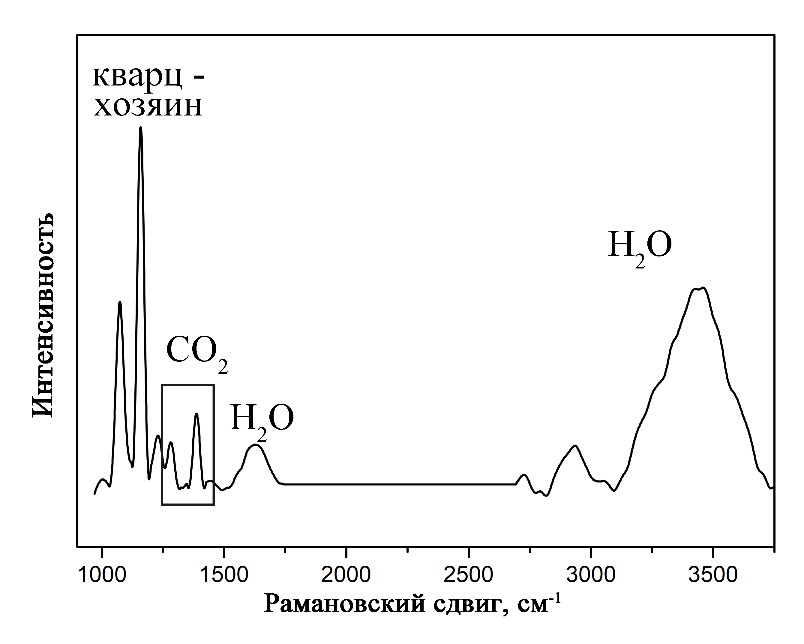 кварц -
хозяин
H₂O
CO₂
H₂O
Интенсивность
1000 1500 2000 2500 3000 3500
Рамановский сдвиг, см⁻¹